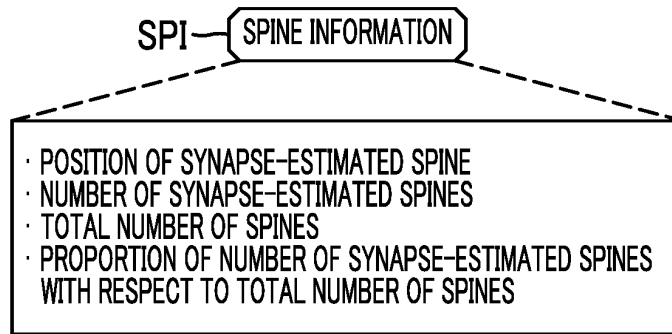 SPI
SPINE INFORMATION
· POSITION OF SYNAPSE-ESTIMATED SPINE
· NUMBER OF SYNAPSE-ESTIMATED SPINES
· TOTAL NUMBER OF SPINES
· PROPORTION OF NUMBER OF SYNAPSE-ESTIMATED SPINES
WITH RESPECT TO TOTAL NUMBER OF SPINES